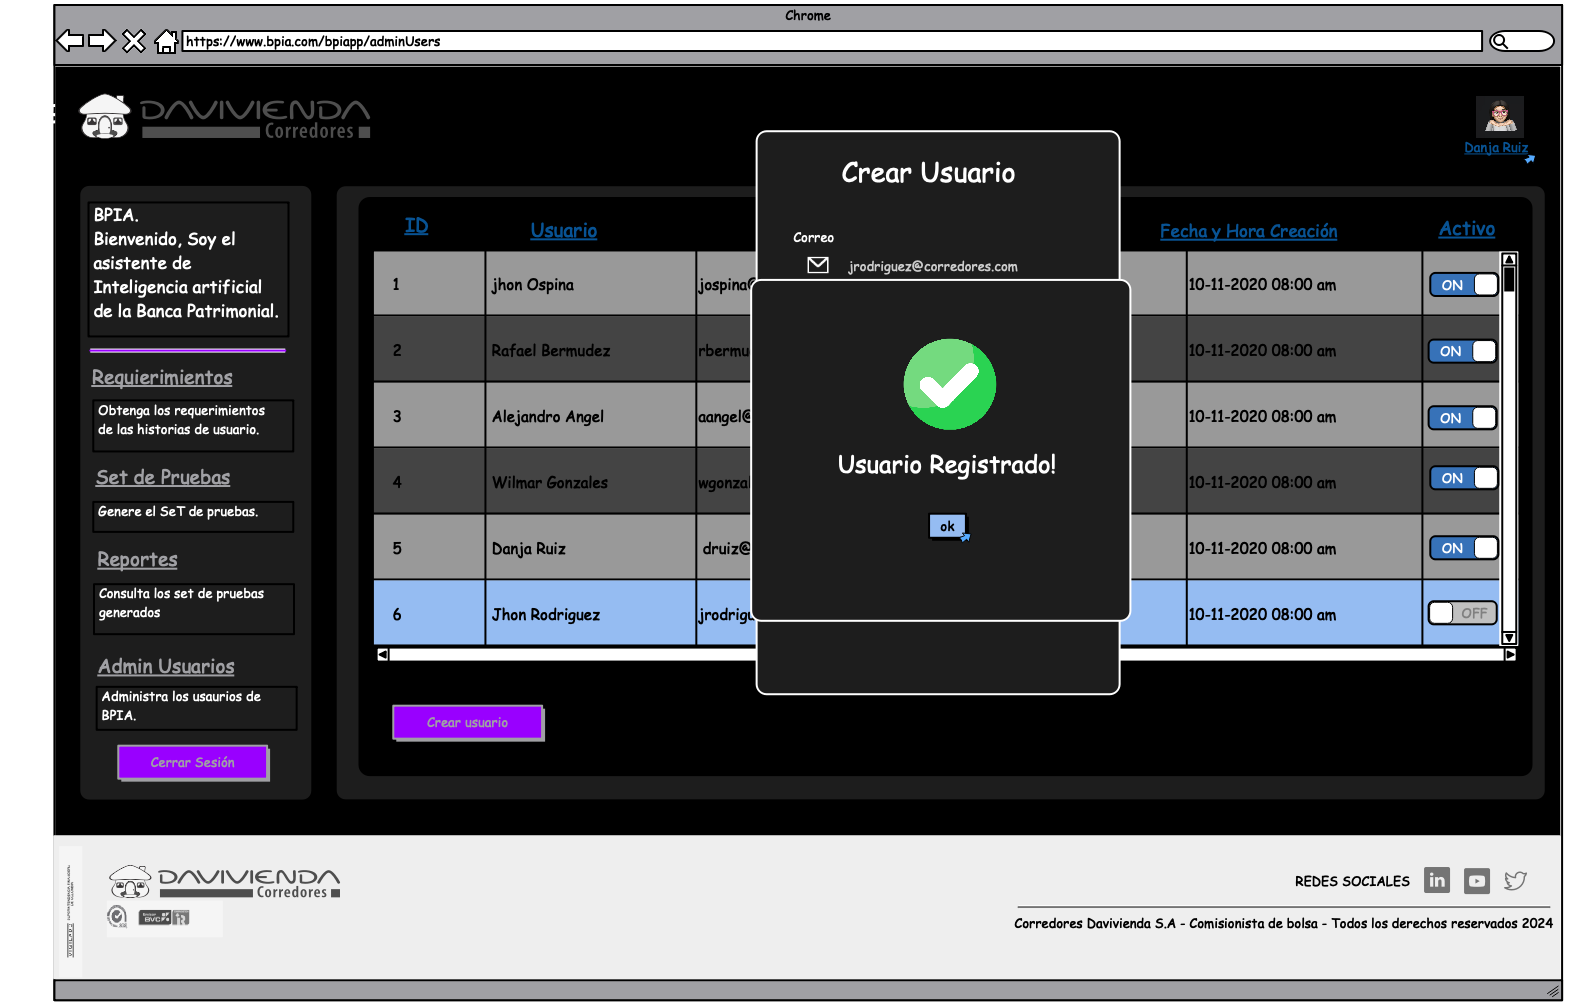 Chrome
https://www.bpia.com/bpiapp/adminUsers
DAVIVIENDA
Corredores
Danja Ruiz
BPIA.
Bienvenido, Soy el
asistente de
Inteligencia artificial
de la Banca Patrimonial.
Requierimientos
Obtenga los requerimientos
de las historias de usuario.
Set de Pruebas
Genere el SeT de pruebas.
Reportes
Consulta los set de pruebas
generados
Admin Usuarios
Administra los usaurios de
BPIA.
Cerrar Sesión
ID Usuario Fecha y Hora Creación Activo
1 jhon Ospina jospina@ 10-11-2020 08:00 am ON
2 Rafael Bermudez rbermu 10-11-2020 08:00 am ON
3 Alejandro Angel aangel@ 10-11-2020 08:00 am ON
4 Wilmar Gonzales wgonza 10-11-2020 08:00 am ON
5 Danja Ruiz druiz@ 10-11-2020 08:00 am ON
6 Jhon Rodriguez jrodrigu 10-11-2020 08:00 am OFF
Crear usuario
Crear Usuario
Correo
jrodriguez@corredores.com
Usuario Registrado!
ok
DAVIVIENDA
Corredores
BVC
IR
VIGILADO
REDES SOCIALES
in
Corredores Davivienda S.A - Comisionista de bolsa - Todos los derechos reservados 2024